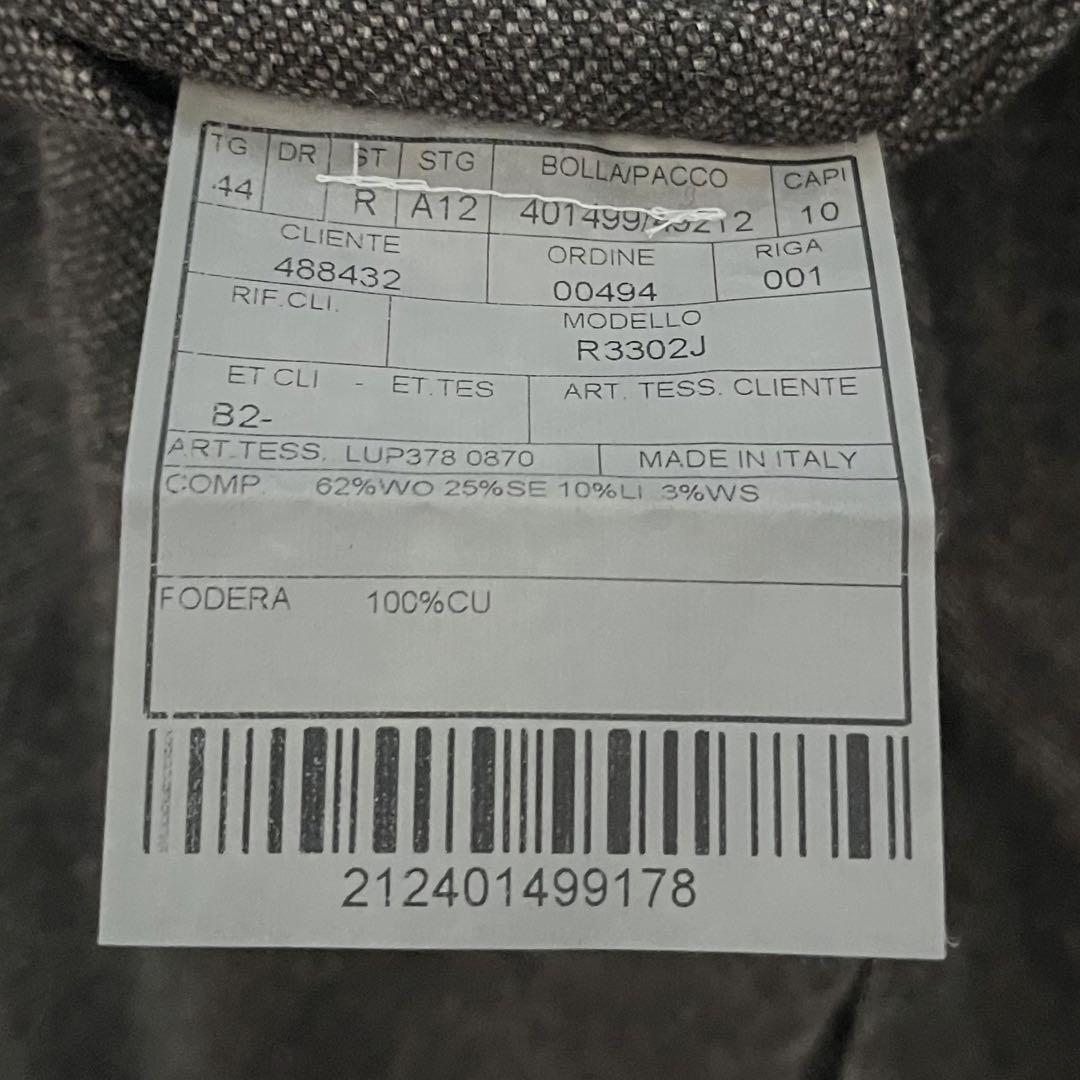 TG DR ST STG BOLLA/PACCO CAPI
44 R A12 10
CLIENTE ORDINE RIGA
488432 00494 001
RIF.CLI. MODELLO
R3302J
ET CLI - ET.TES ART. TESS. CLIENTE
B2-
ART.TESS. LUP378 0870 MADE IN ITALY
COMP. 62%WO 25%SE 10%LI 3%WS
FODERA 100%CU
212401499178